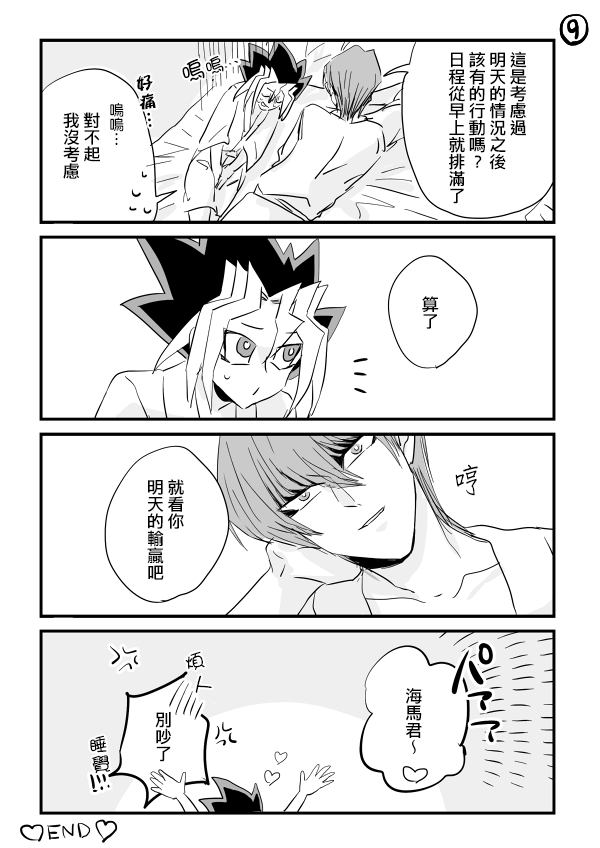 ⑨
這是考慮過
明天的情況之後
該有的行動嗎？
日程從早上就排滿了
嗚嗚…
好痛…
嗚嗚…
對不起
我沒考慮
算了
哼
就看你
明天的輸贏吧
パアア
海馬君～♡
煩人
別吵了
睡覺!!!
♡END♡